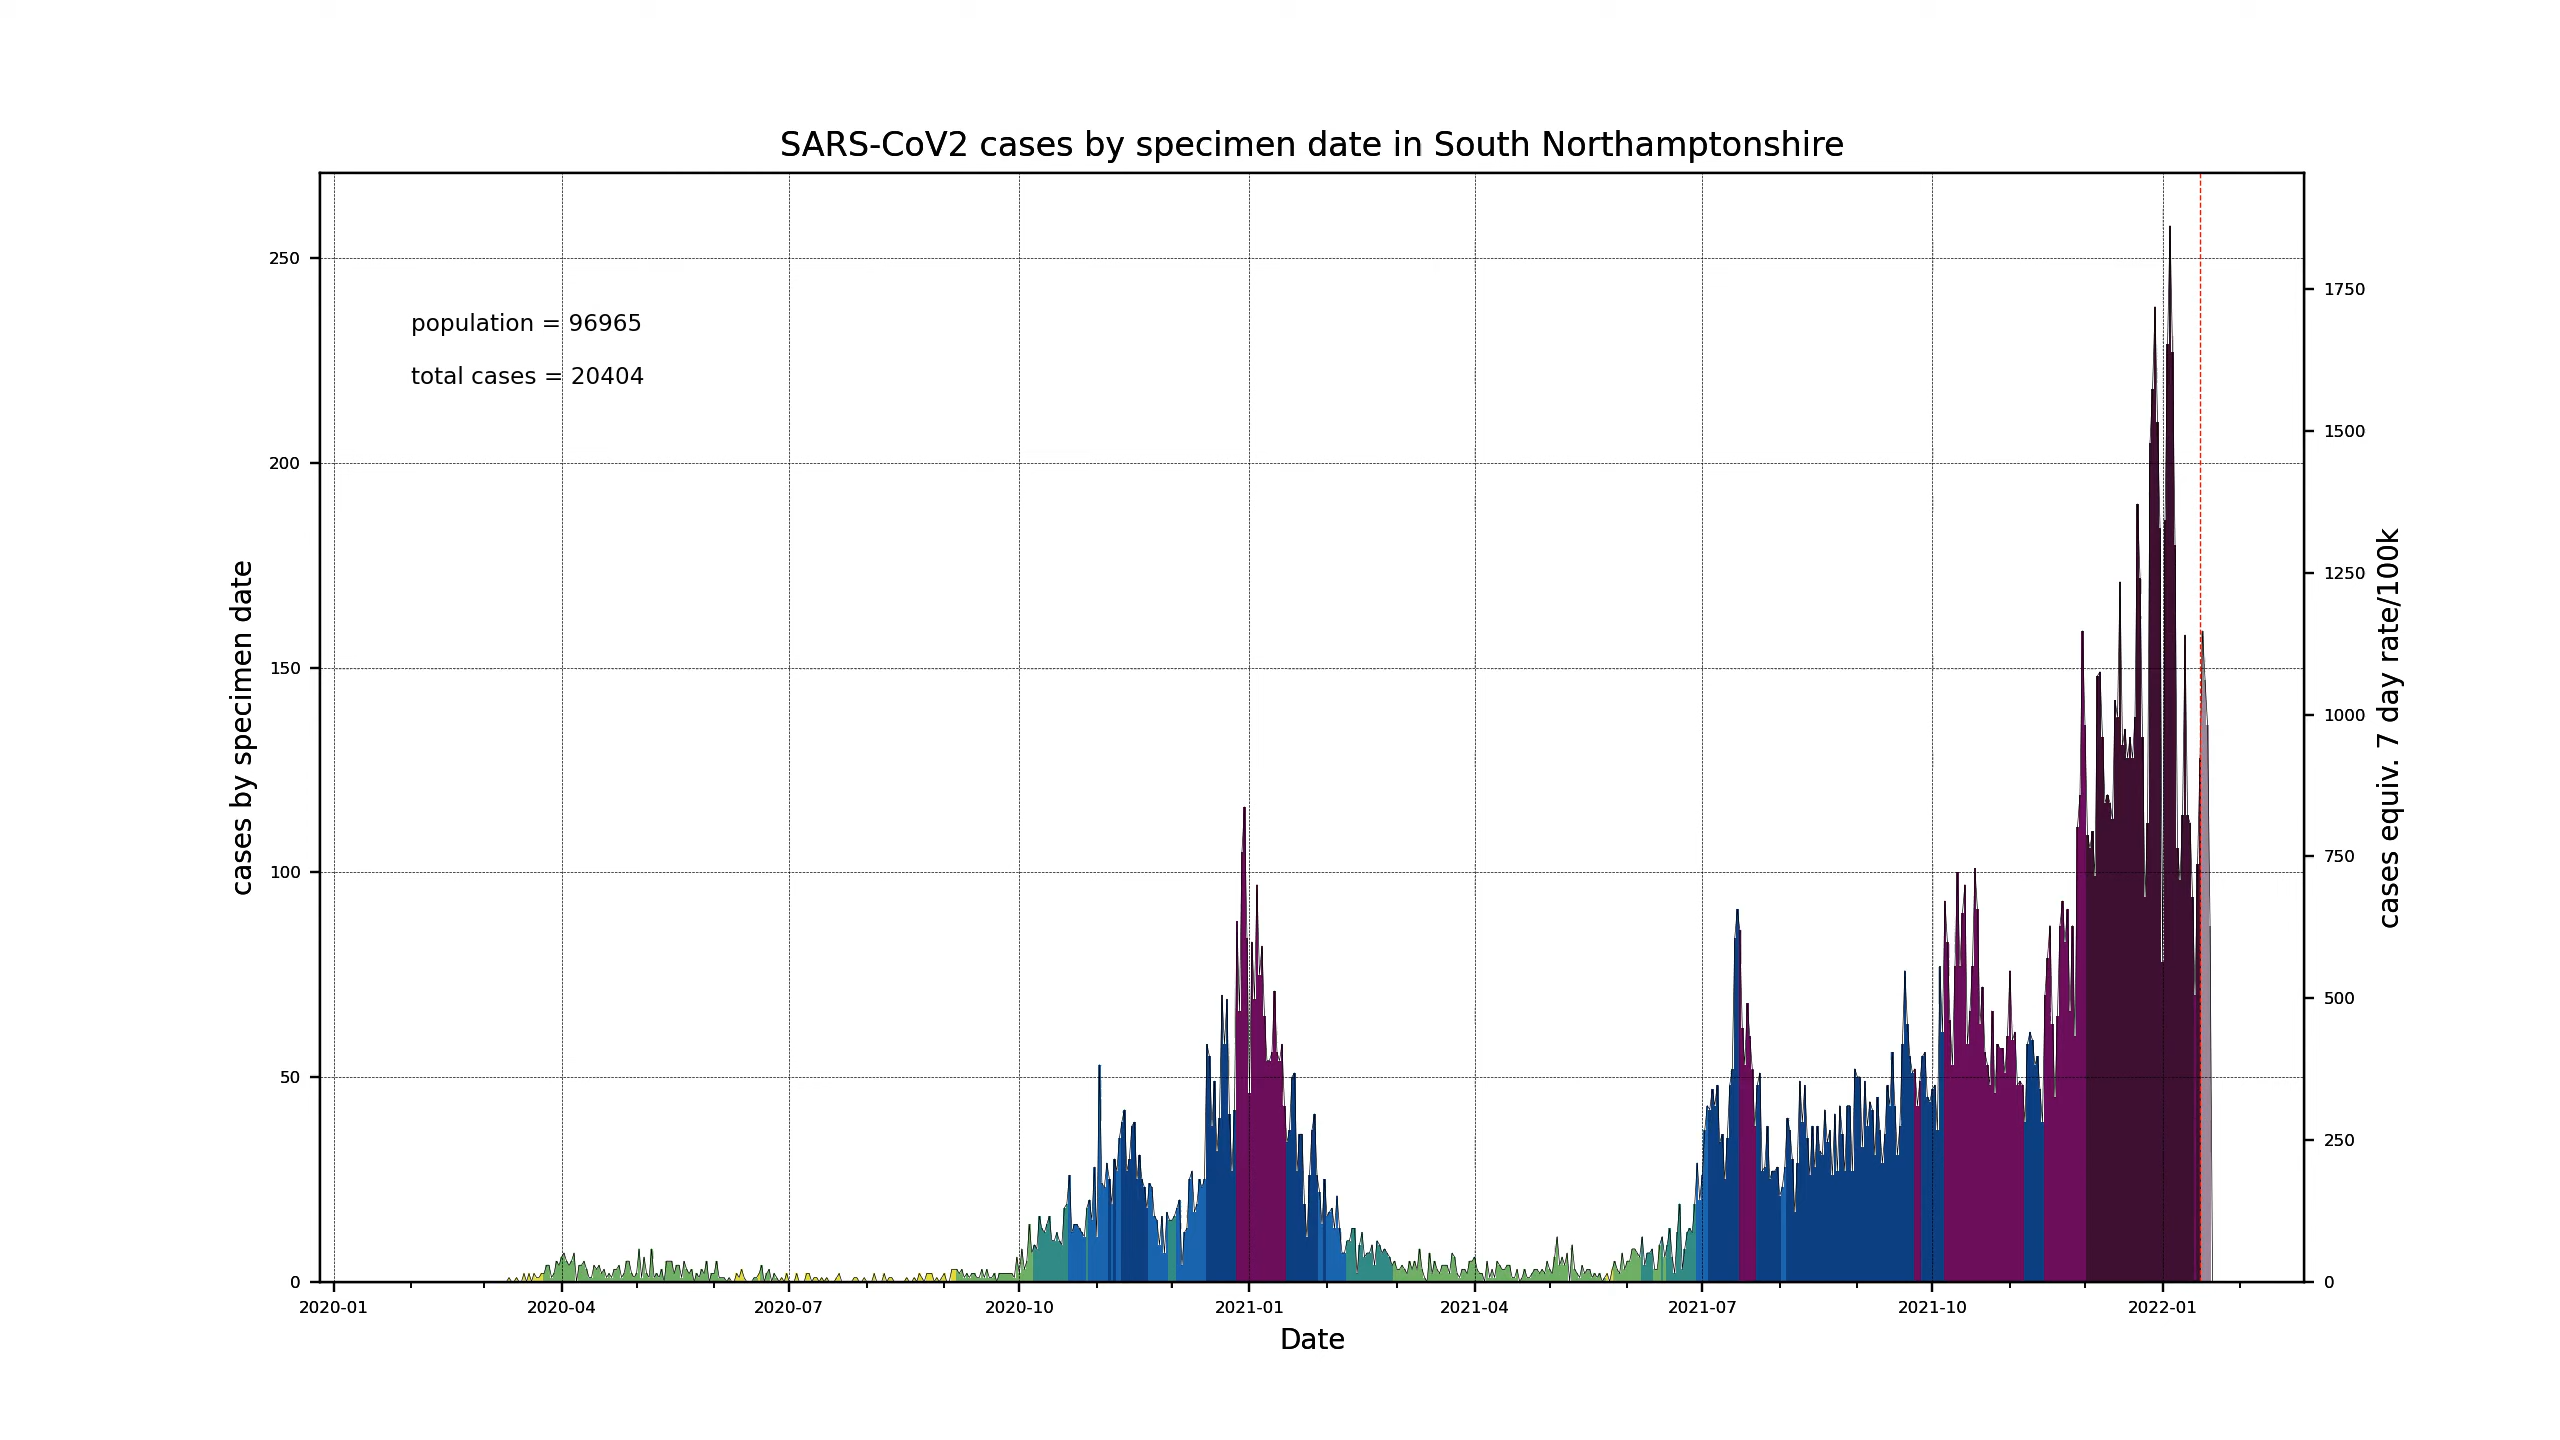 SARS-CoV2 cases by specimen date in South Northamptonshire
population = 96965
total cases = 20404
cases by specimen date
250
200
150
100
50
0
1750
1500
1250
1000
750
500
250
0
cases equiv. 7 day rate/100k
2020-01 2020-04 2020-07 2020-10 2021-01 2021-04 2021-07 2021-10 2022-01
Date